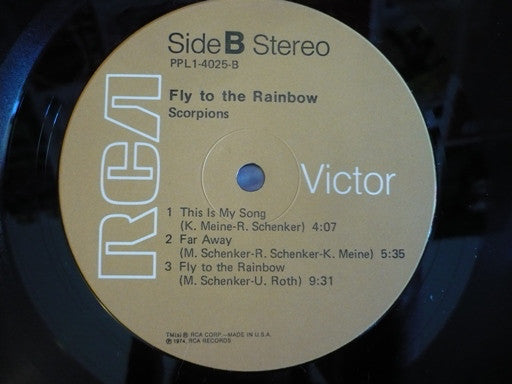 Side B Stereo
PPL1-4025-B
Fly to the Rainbow
Scorpions
RCA
Victor
1 This Is My Song
(K. Meine-R. Schenker) 4:07
2 Far Away
(M. Schenker-R. Schenker-K. Meine) 5:35
3 Fly to the Rainbow
(M. Schenker-U. Roth) 9:31
TM(s) ® RCA CORP.—MADE IN U.S.A.
℗ 1974, RCA RECORDS